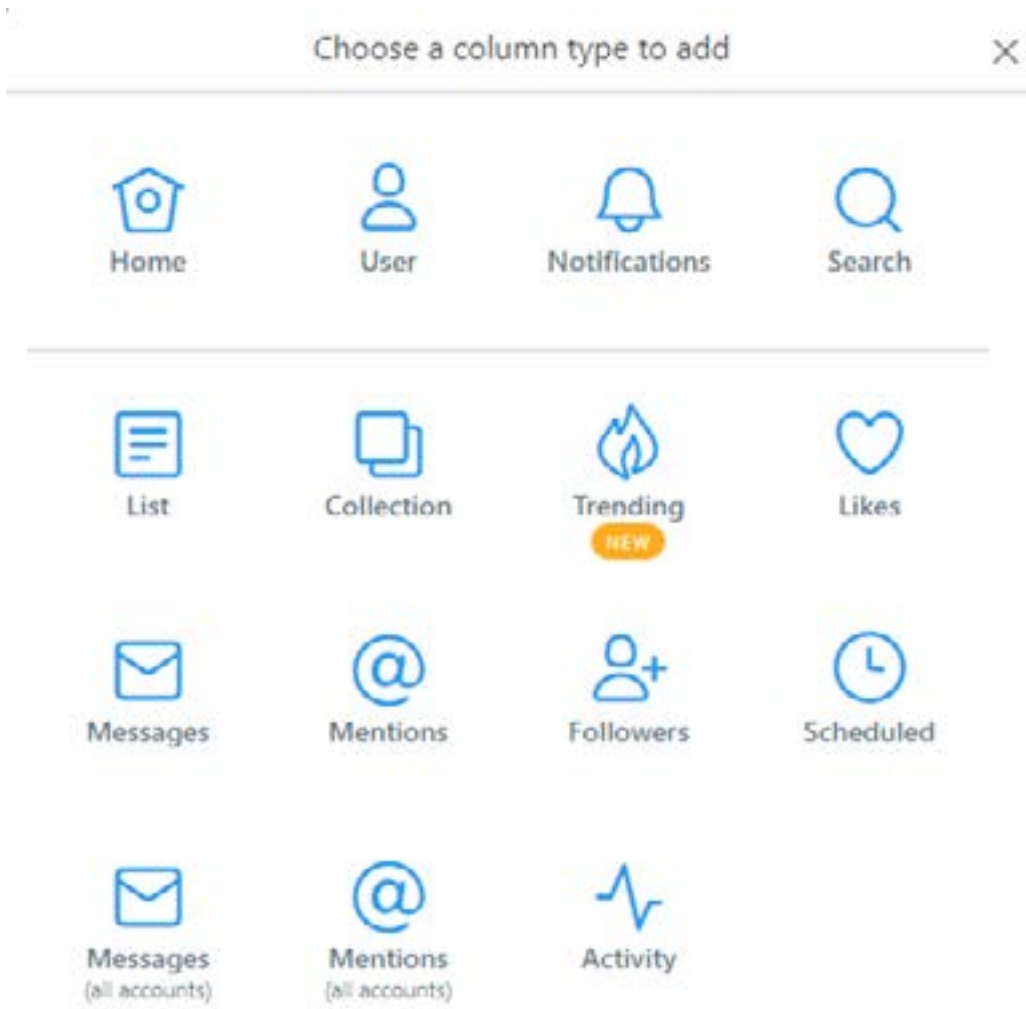 Choose a column type to add
Home User Notifications Search
List Collection Trending Likes
NEW
Messages Mentions Followers Scheduled
Messages Mentions Activity
(all accounts) (all accounts)